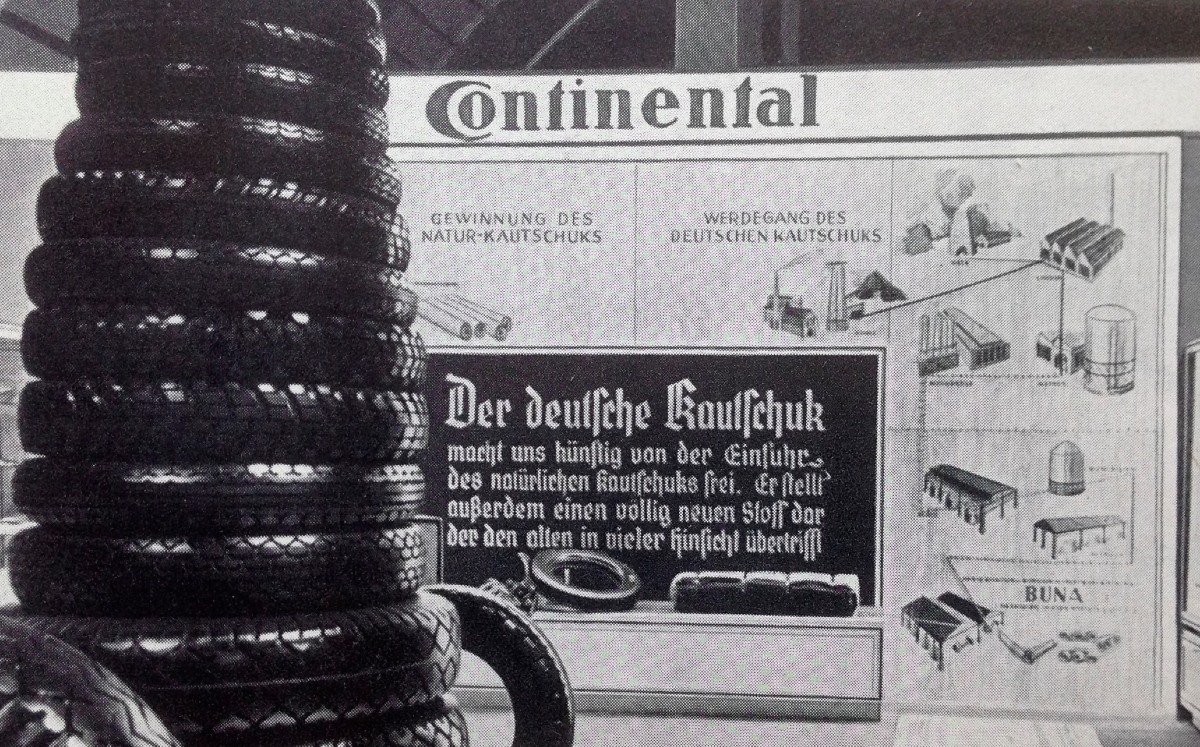 Continental
GEWINNUNG DES
NATUR-KAUTSCHUKS
WERDEGANG DES
DEUTSCHEN KAUTSCHUKS
Der deutsche Kautschuk
macht uns künftig von der Einfuhr
des natürlichen Kautschuks frei. Er stellt
außerdem einen völlig neuen Stoff dar
der den alten in vieler Hinsicht übertrifft
BUNA